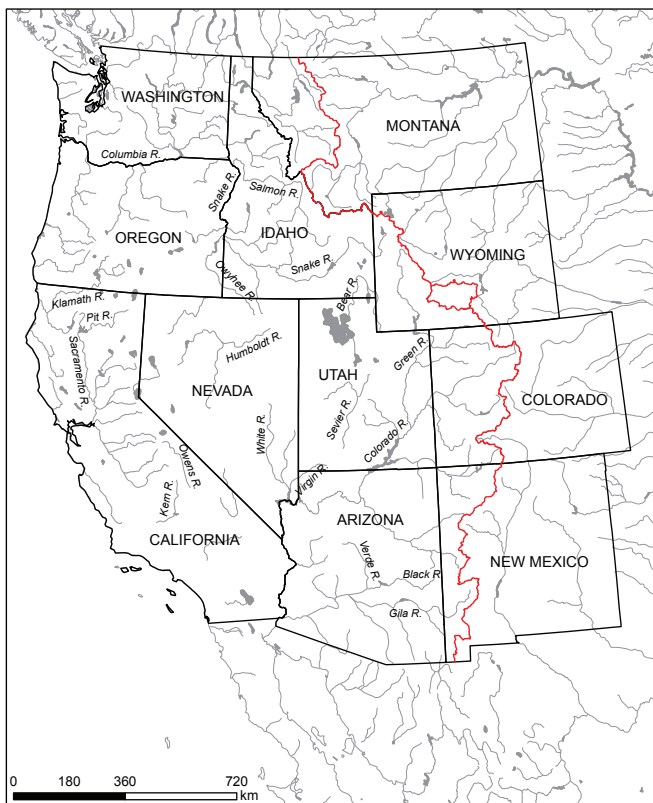 WASHINGTON
MONTANA
Columbia R.
Snake R.
Salmon R.
OREGON
IDAHO
WYOMING
Owyhee R.
Snake R.
Bear R.
Klamath R.
Pit R.
Sacramento R.
Humboldt R.
NEVADA
UTAH
Green R.
COLORADO
Sevier R.
White R.
Colorado R.
Owens R.
Kern R.
Virgin R.
ARIZONA
CALIFORNIA
Verde R.
Black R.
NEW MEXICO
Gila R.
0 180 360 720
km